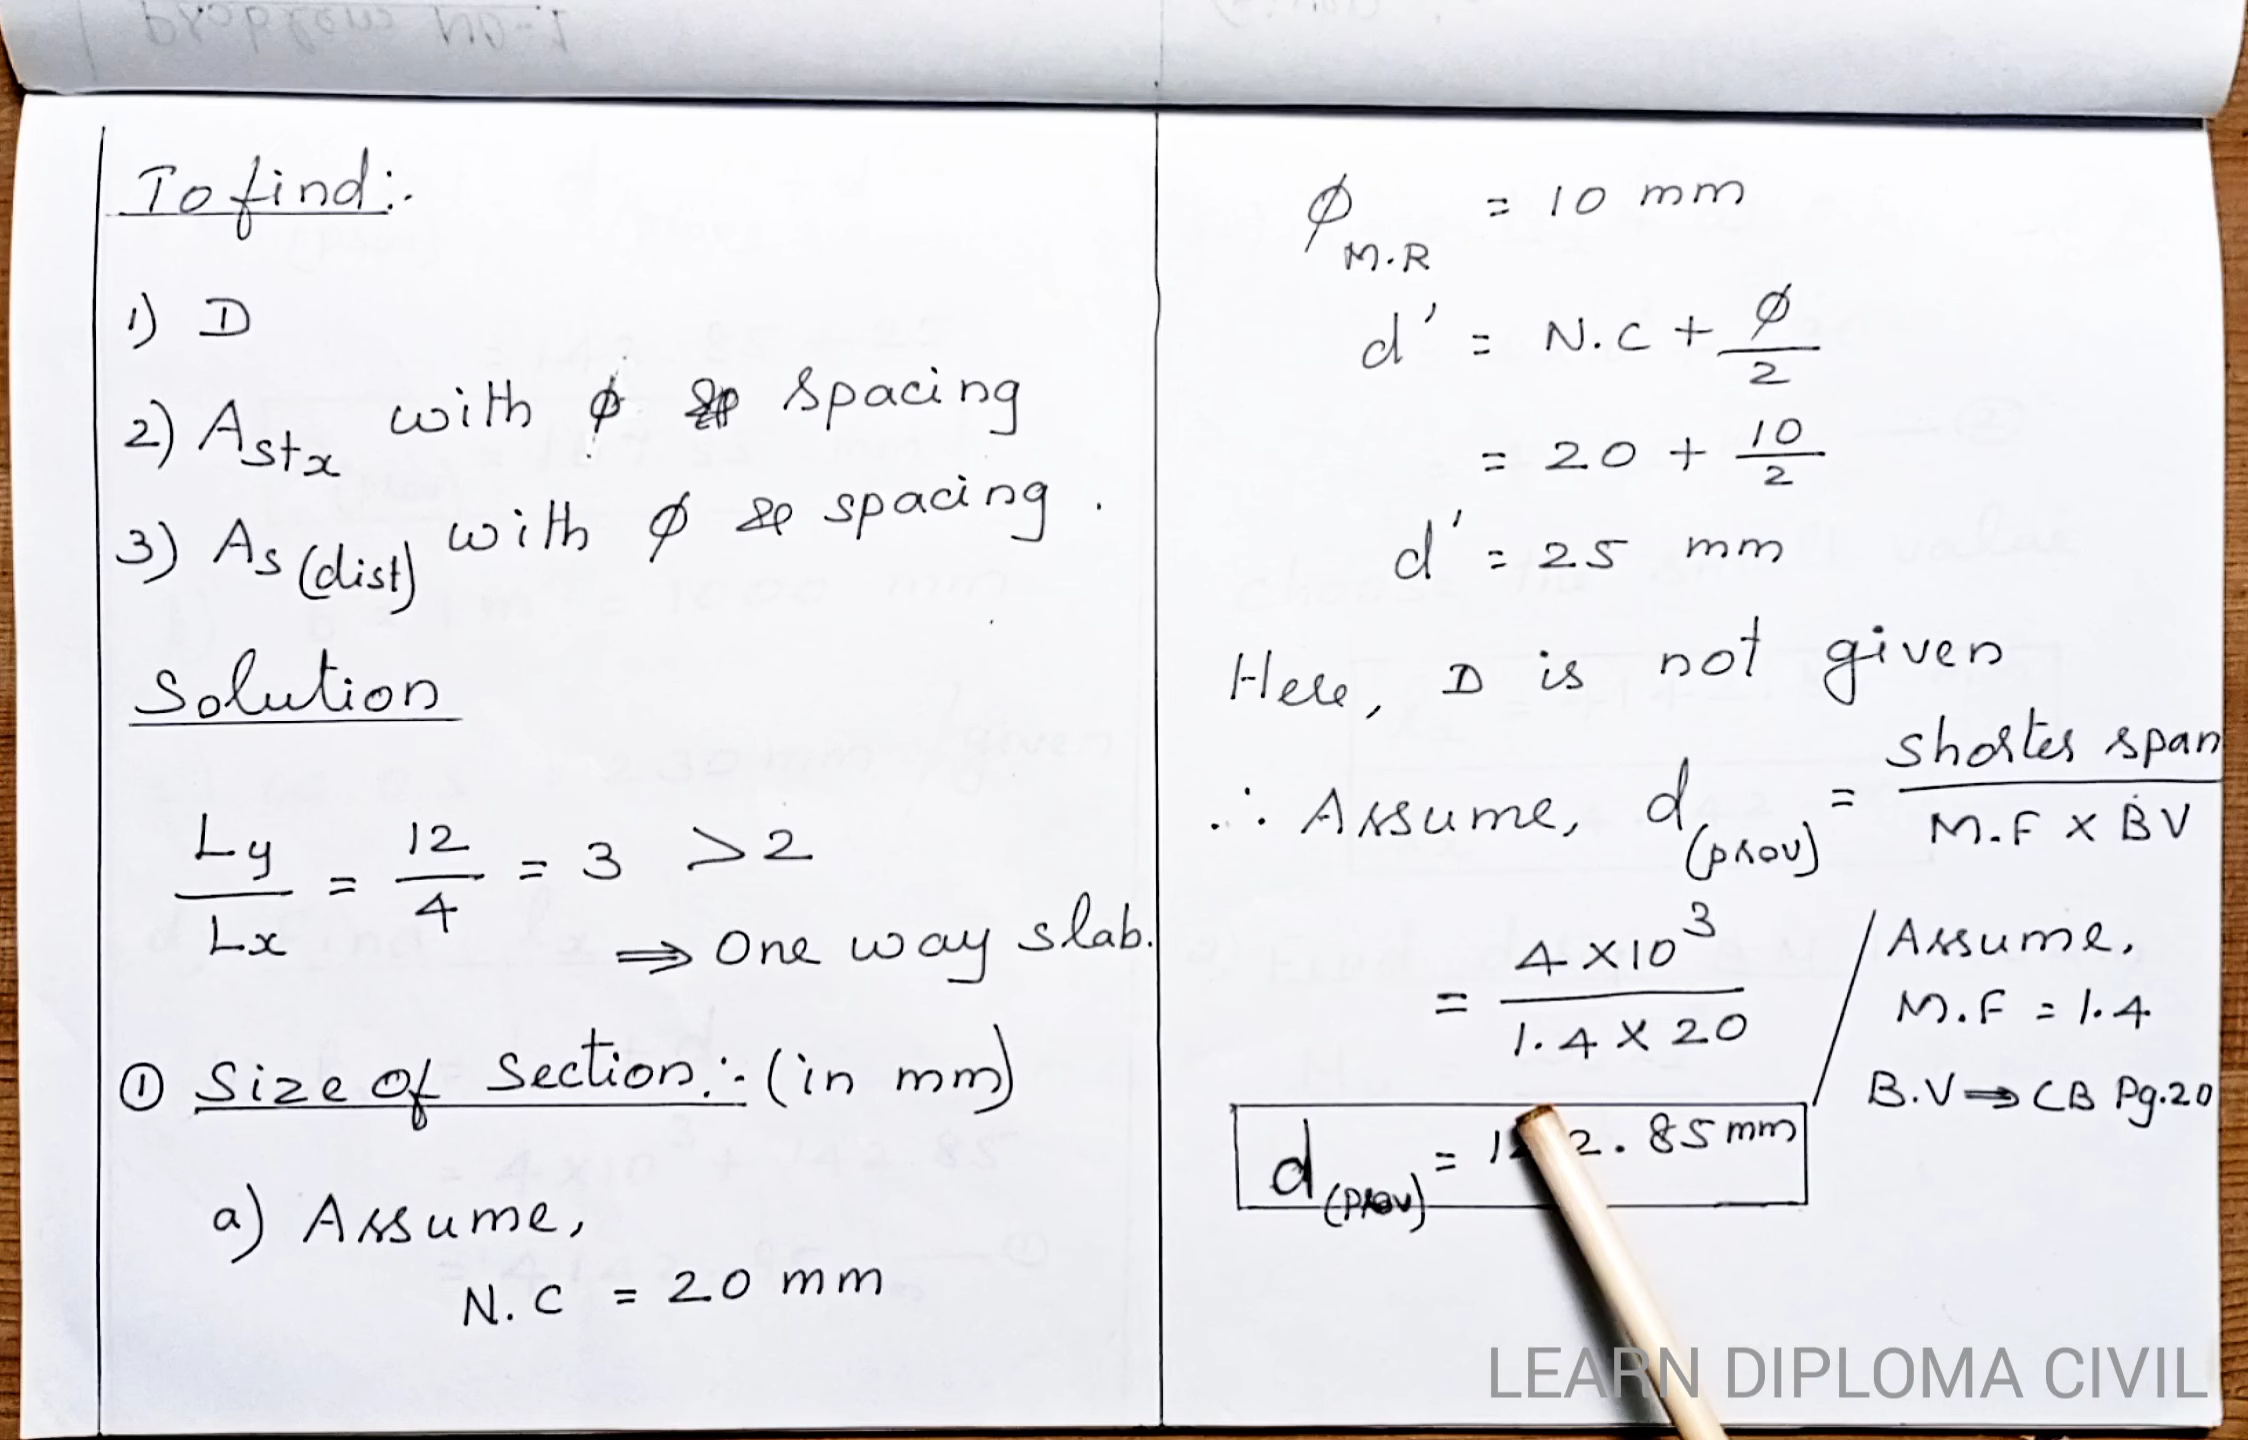 Problem NO-1
To find:-
1) D
2) Astx with ϕ & spacing
3) As(dist) with ϕ & spacing.
Solution
Ly/Lx = 12/4 = 3 >2
⇒ One way slab.
① Size of Section:- (in mm)
a) Assume,
N.C = 20 mm
ϕ M.R = 10 mm
d' = N.C + ϕ/2
= 20 + 10/2
d' = 25 mm
Here, D is not given
∴ Assume, d(prov) = shorter span/M.F X BV
= 4 X 10³/1.4 X 20
Assume,
M.F = 1.4
B.V ⇒ CB Pg.20
d(prov) = 2.85 mm
LEARN DIPLOMA CIVIL